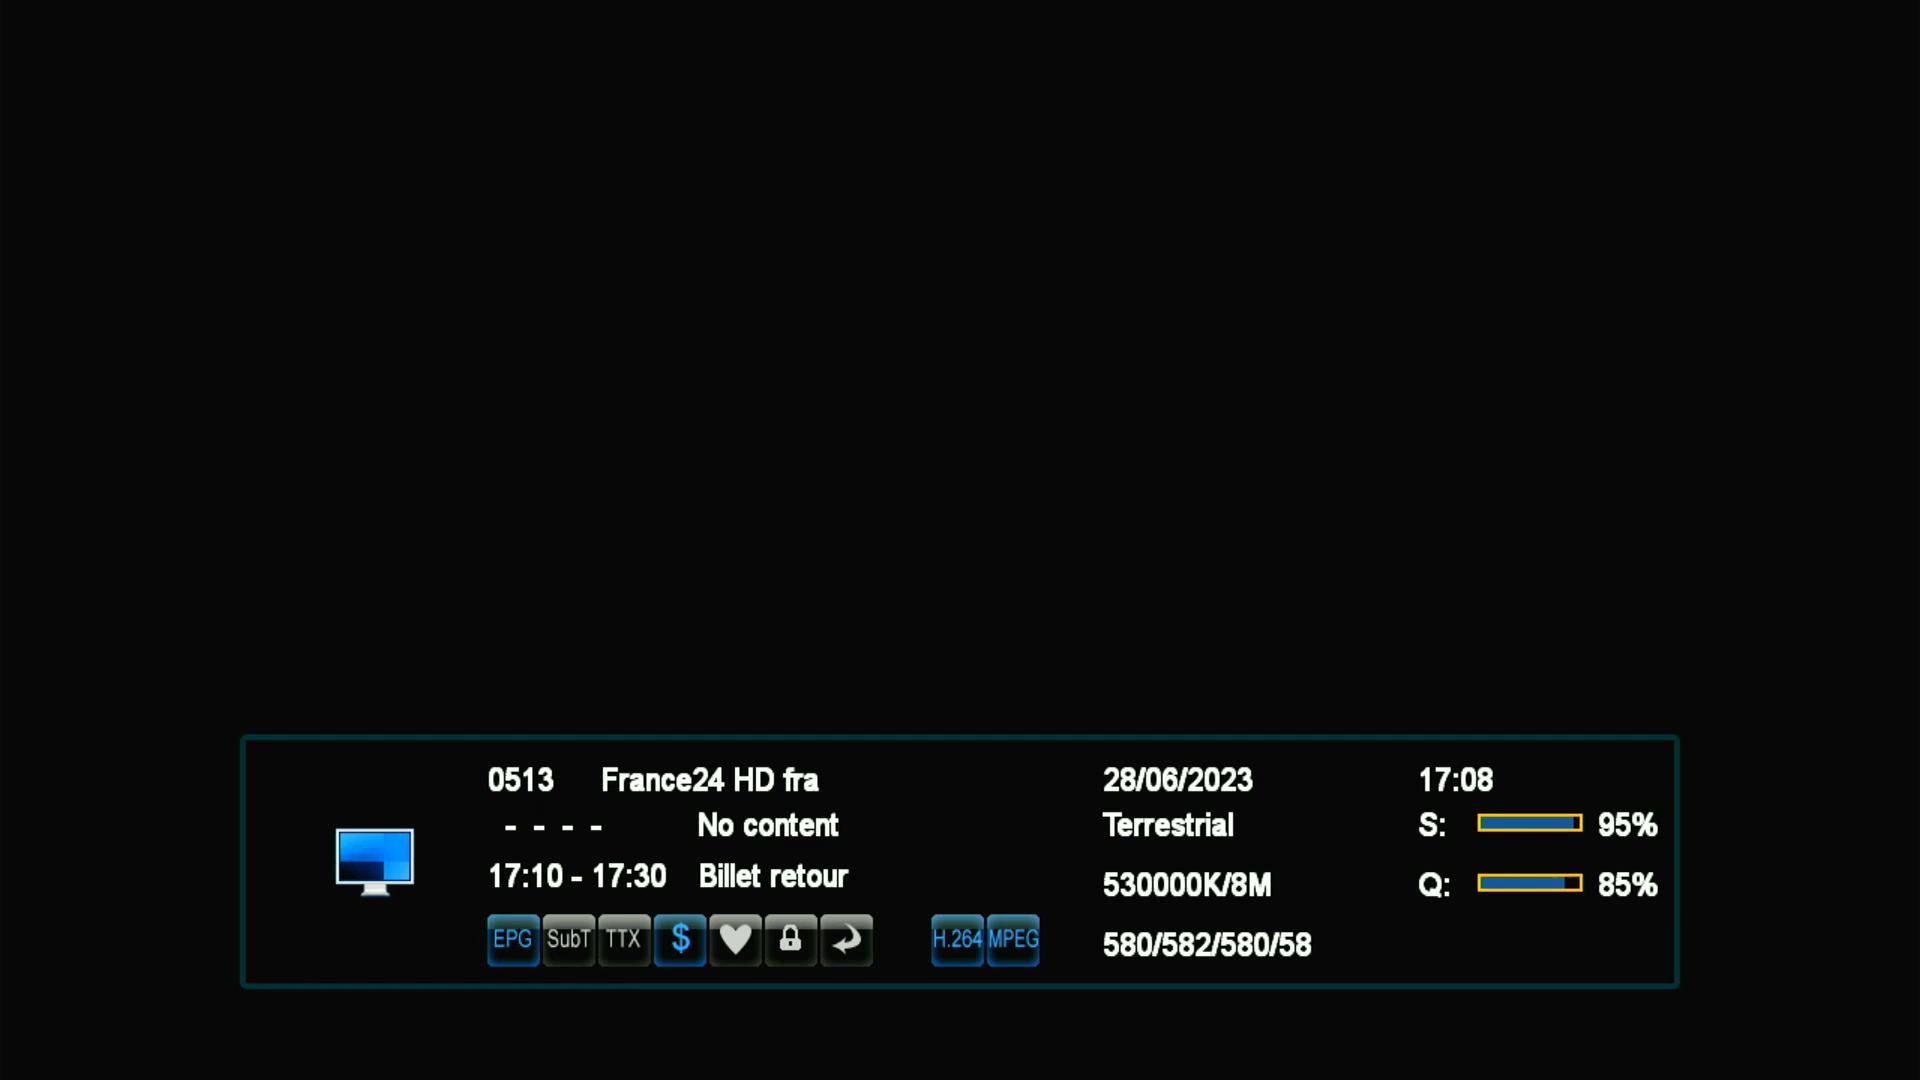 0513 France24 HD fra 28/06/2023 17:08
- - - - No content Terrestrial S: 95%
17:10 - 17:30 Billet retour 530000K/8M Q: 85%
EPG SubT TTX $ H.264 MPEG 580/582/580/58